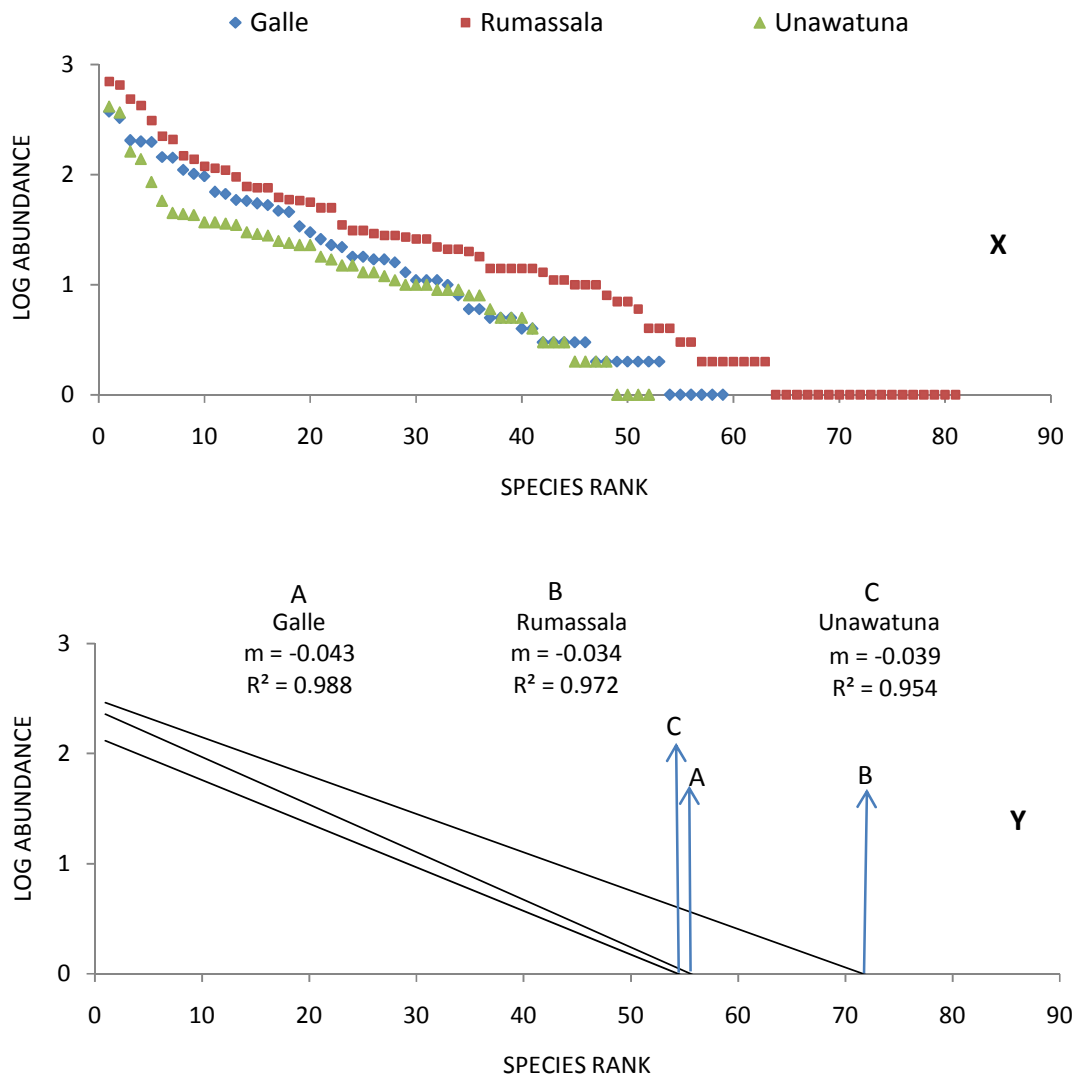 Galle Rumassala Unawatuna
3
2
1
0
LOG ABUNDANCE
X
0 10 20 30 40 50 60 70 80 90
SPECIES RANK
A B C
Galle Rumassala Unawatuna
m = -0.043 m = -0.034 m = -0.039
R² = 0.988 R² = 0.972 R² = 0.954
3
2
1
0
LOG ABUNDANCE
C
A
B
Y
0 10 20 30 40 50 60 70 80 90
SPECIES RANK